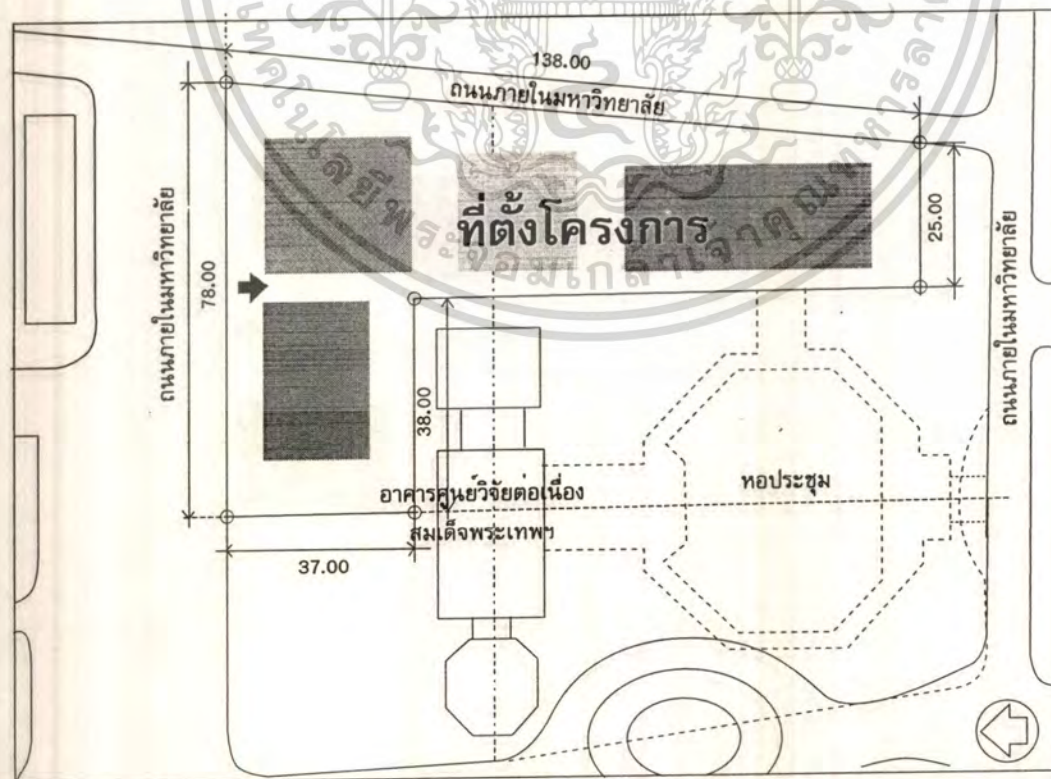 138.00
ถนนภายในมหาวิทยาลัย
ถนนภายในมหาวิทยาลัย
78.00
ที่ตั้งโครงการ
25.00
ถนนภายในมหาวิทยาลัย
38.00
อาคารศูนย์วิจัยต่อเนื่อง
สมเด็จพระเทพฯ
หอประชุม
37.00